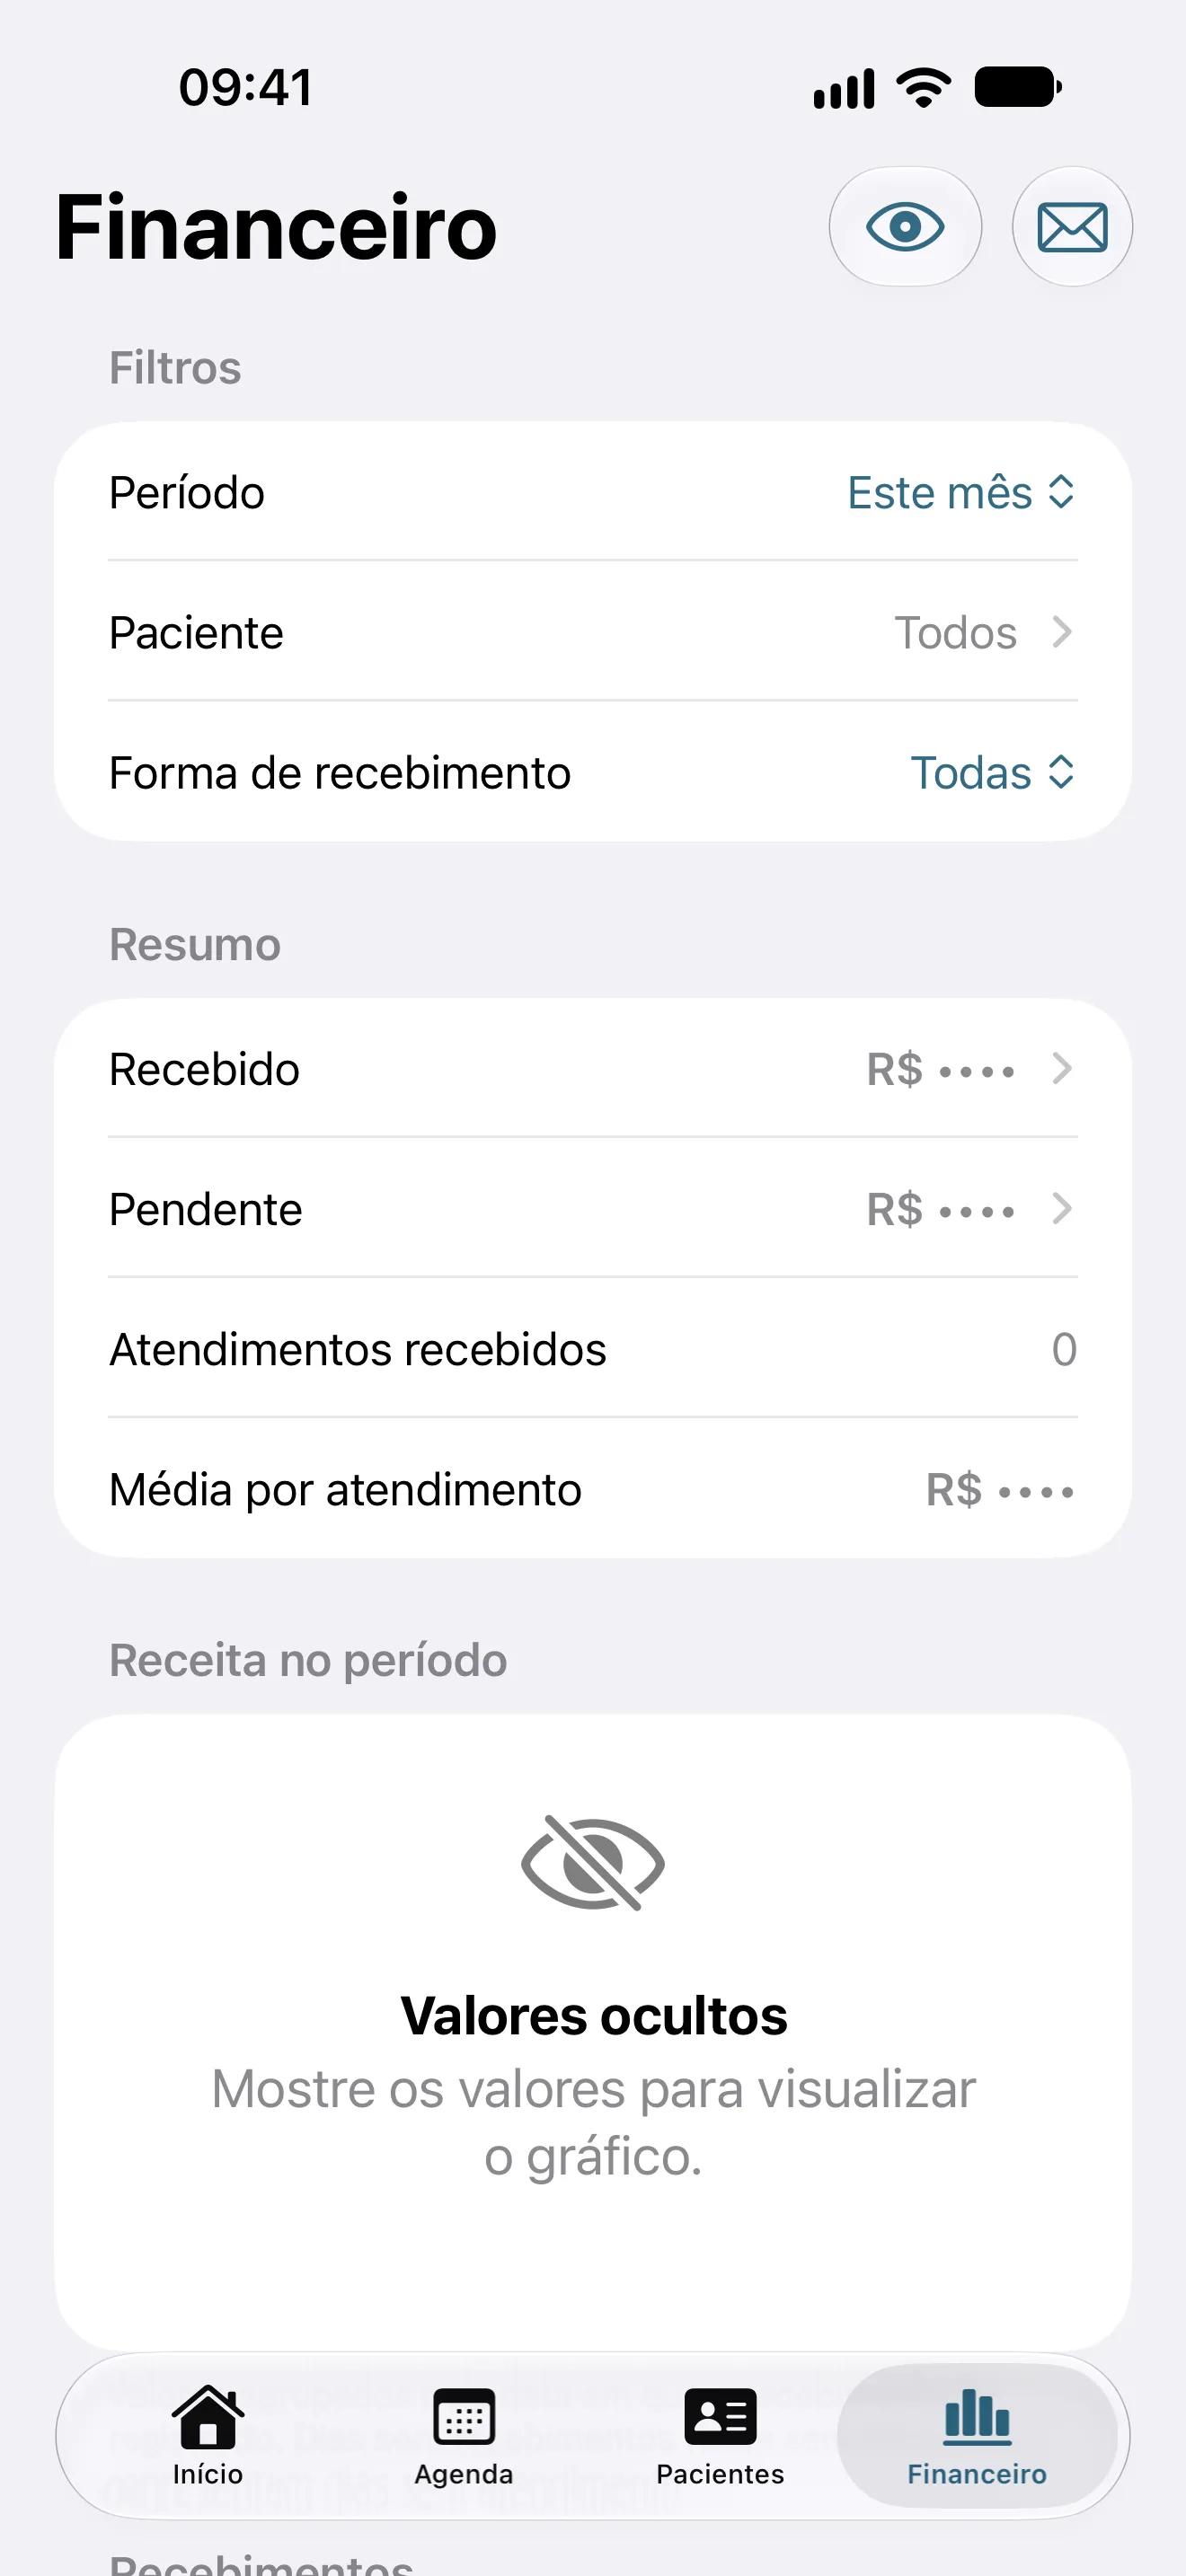 09:41
Financeiro
Filtros
Período Este mês
Paciente Todos
Forma de recebimento Todas
Resumo
Recebido R$ ••••
Pendente R$ ••••
Atendimentos recebidos 0
Média por atendimento R$ ••••
Receita no período
Valores ocultos
Mostre os valores para visualizar
o gráfico.
Início Agenda Pacientes Financeiro
Recebimentos